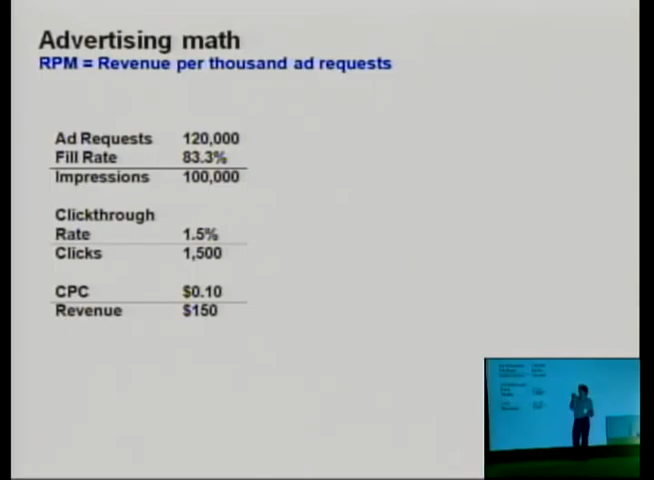 Advertising math
RPM = Revenue per thousand ad requests
Ad Requests 120,000
Fill Rate 83.3%
Impressions 100,000
Clickthrough
Rate 1.5%
Clicks 1,500
CPC $0.10
Revenue $150